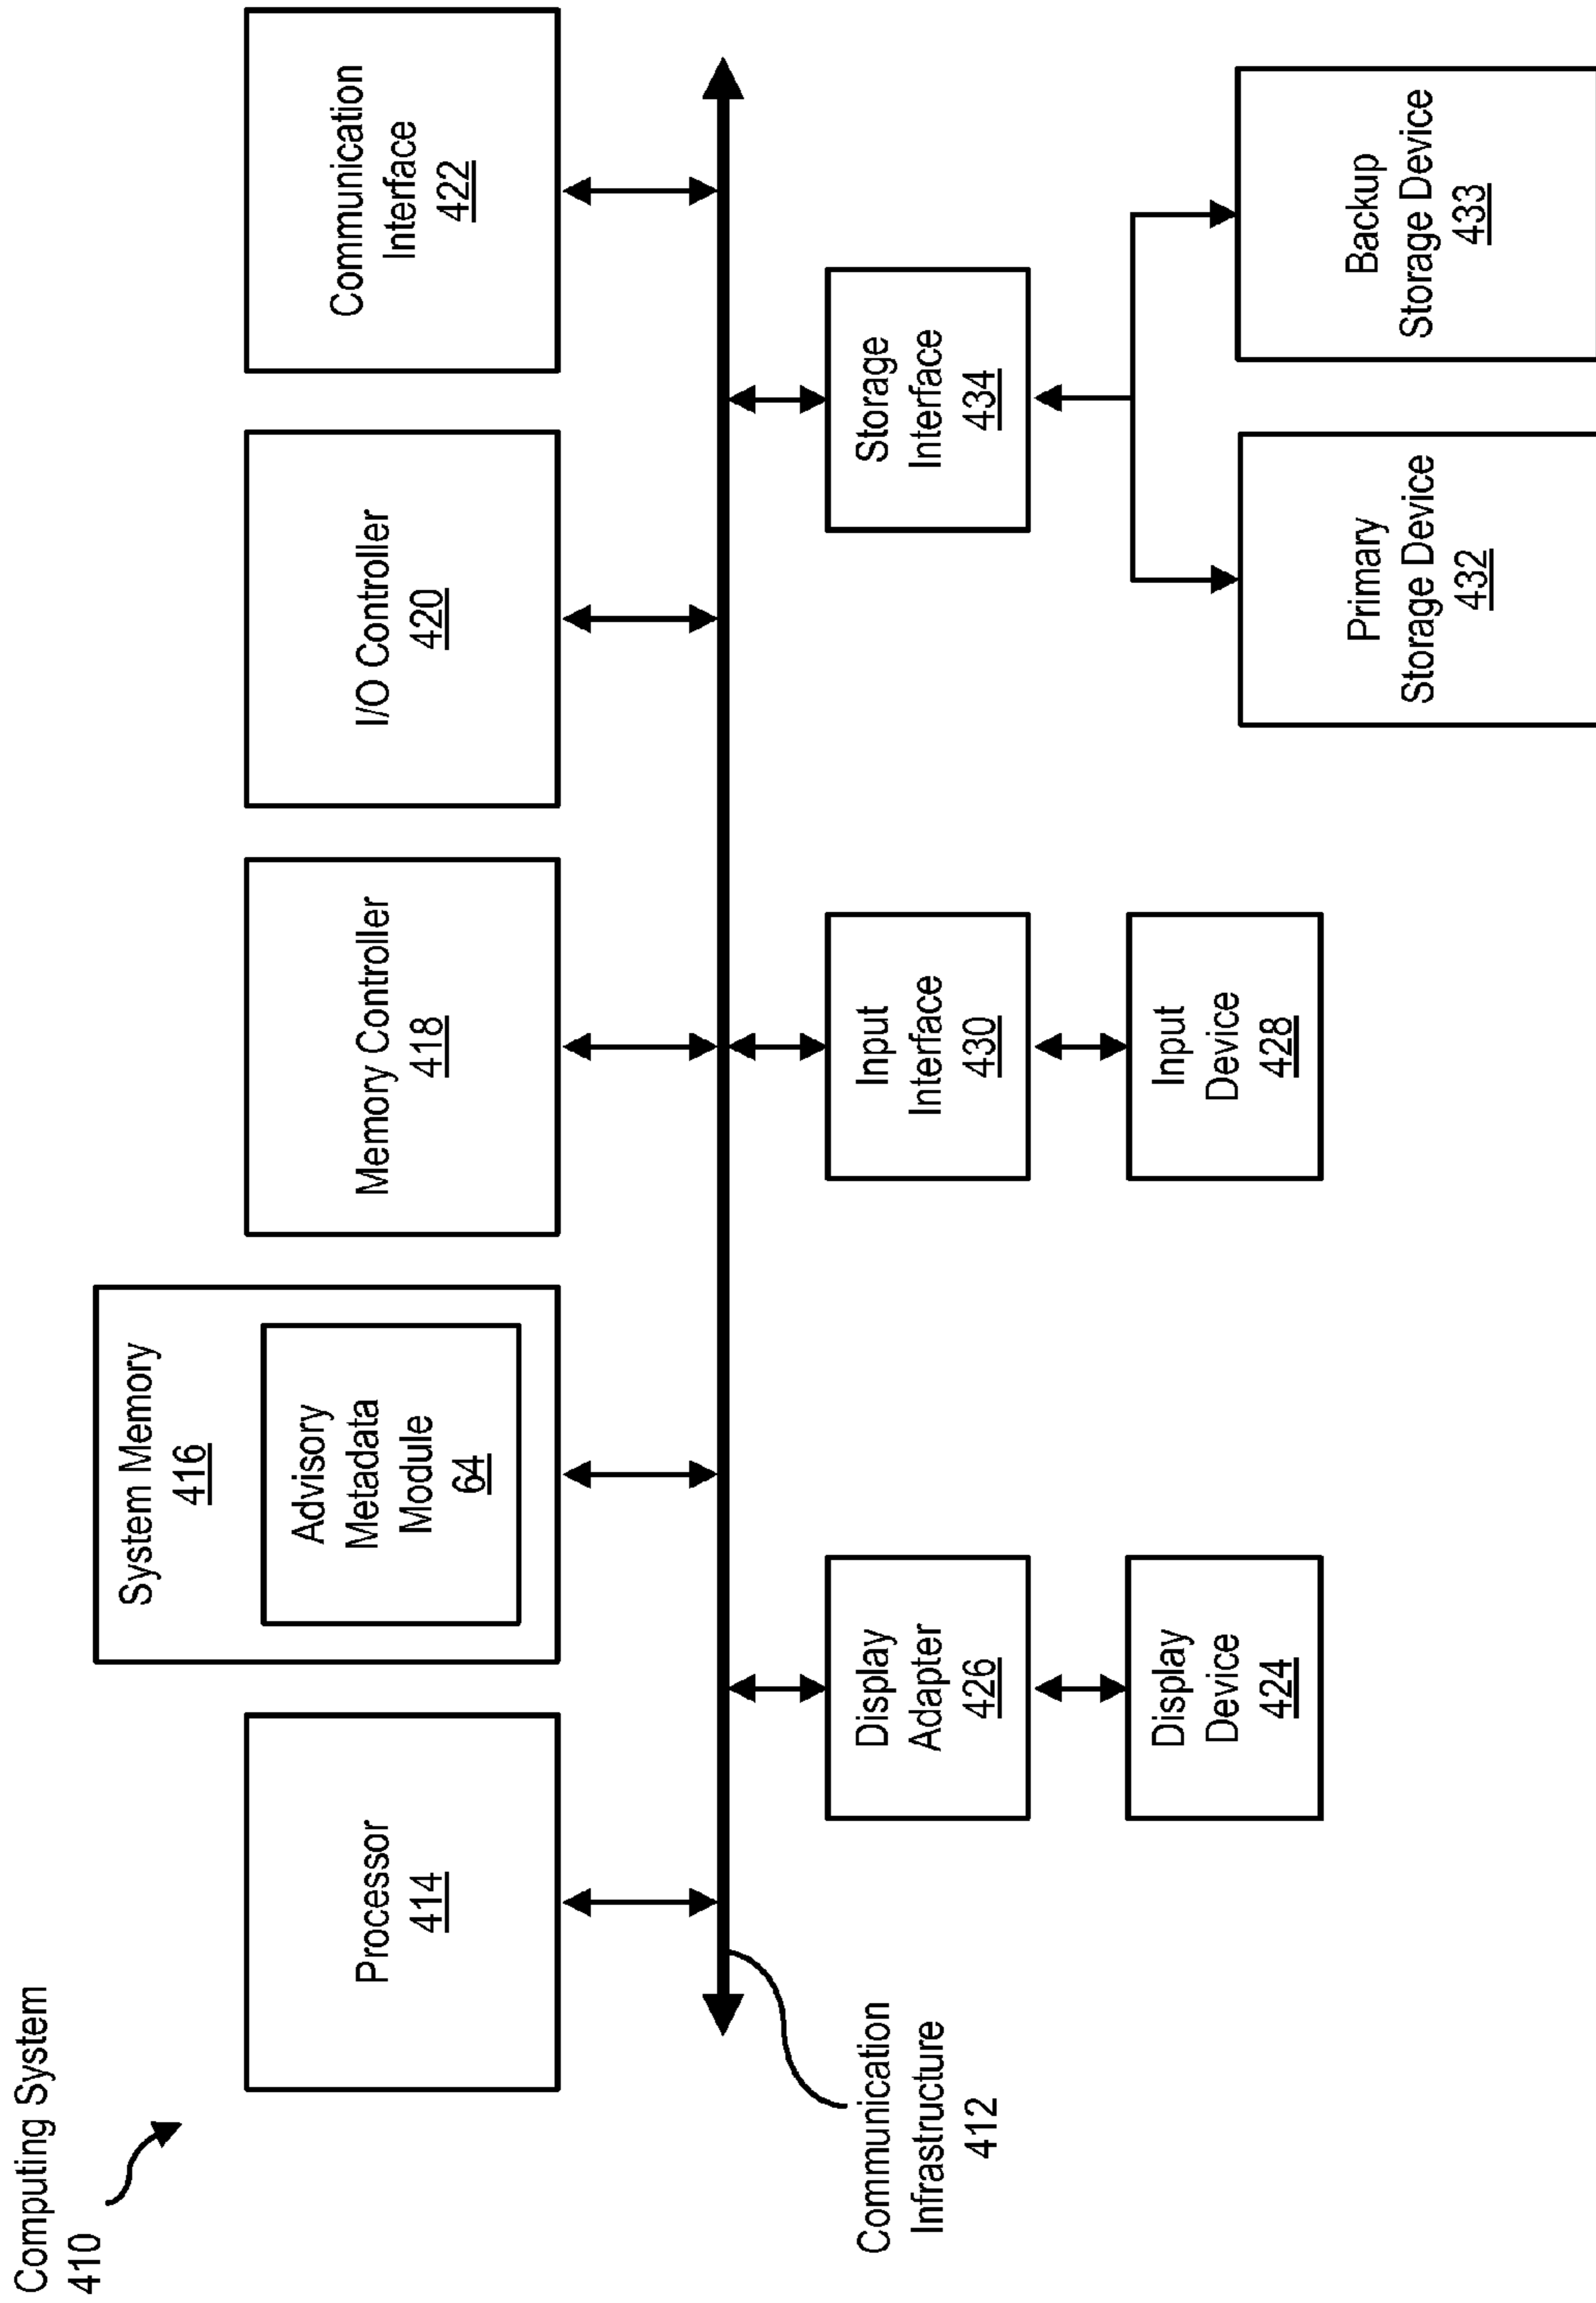 Computing System
410
Processor
414
System Memory
416
Advisory
Metadata
Module
64
Memory Controller
418
I/O Controller
420
Communication
Interface
422
Communication
Infrastructure
412
Display
Adapter
426
Input
Interface
430
Storage
Interface
434
Display
Device
424
Input
Device
428
Primary
Storage Device
432
Backup
Storage Device
433